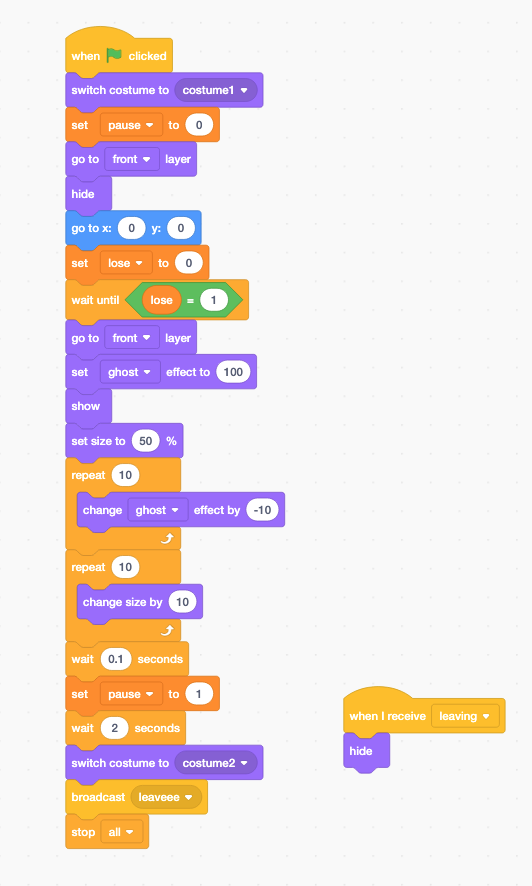 when clicked
switch costume to costume1
set pause to 0
go to front layer
hide
go to x: 0 y: 0
set lose to 0
wait until lose = 1
go to front layer
set ghost effect to 100
show
set size to 50 %
repeat 10
change ghost effect by -10
repeat 10
change size by 10
wait 0.1 seconds
set pause to 1
wait 2 seconds
switch costume to costume2
broadcast leaveee
stop all
when I receive leaving
hide